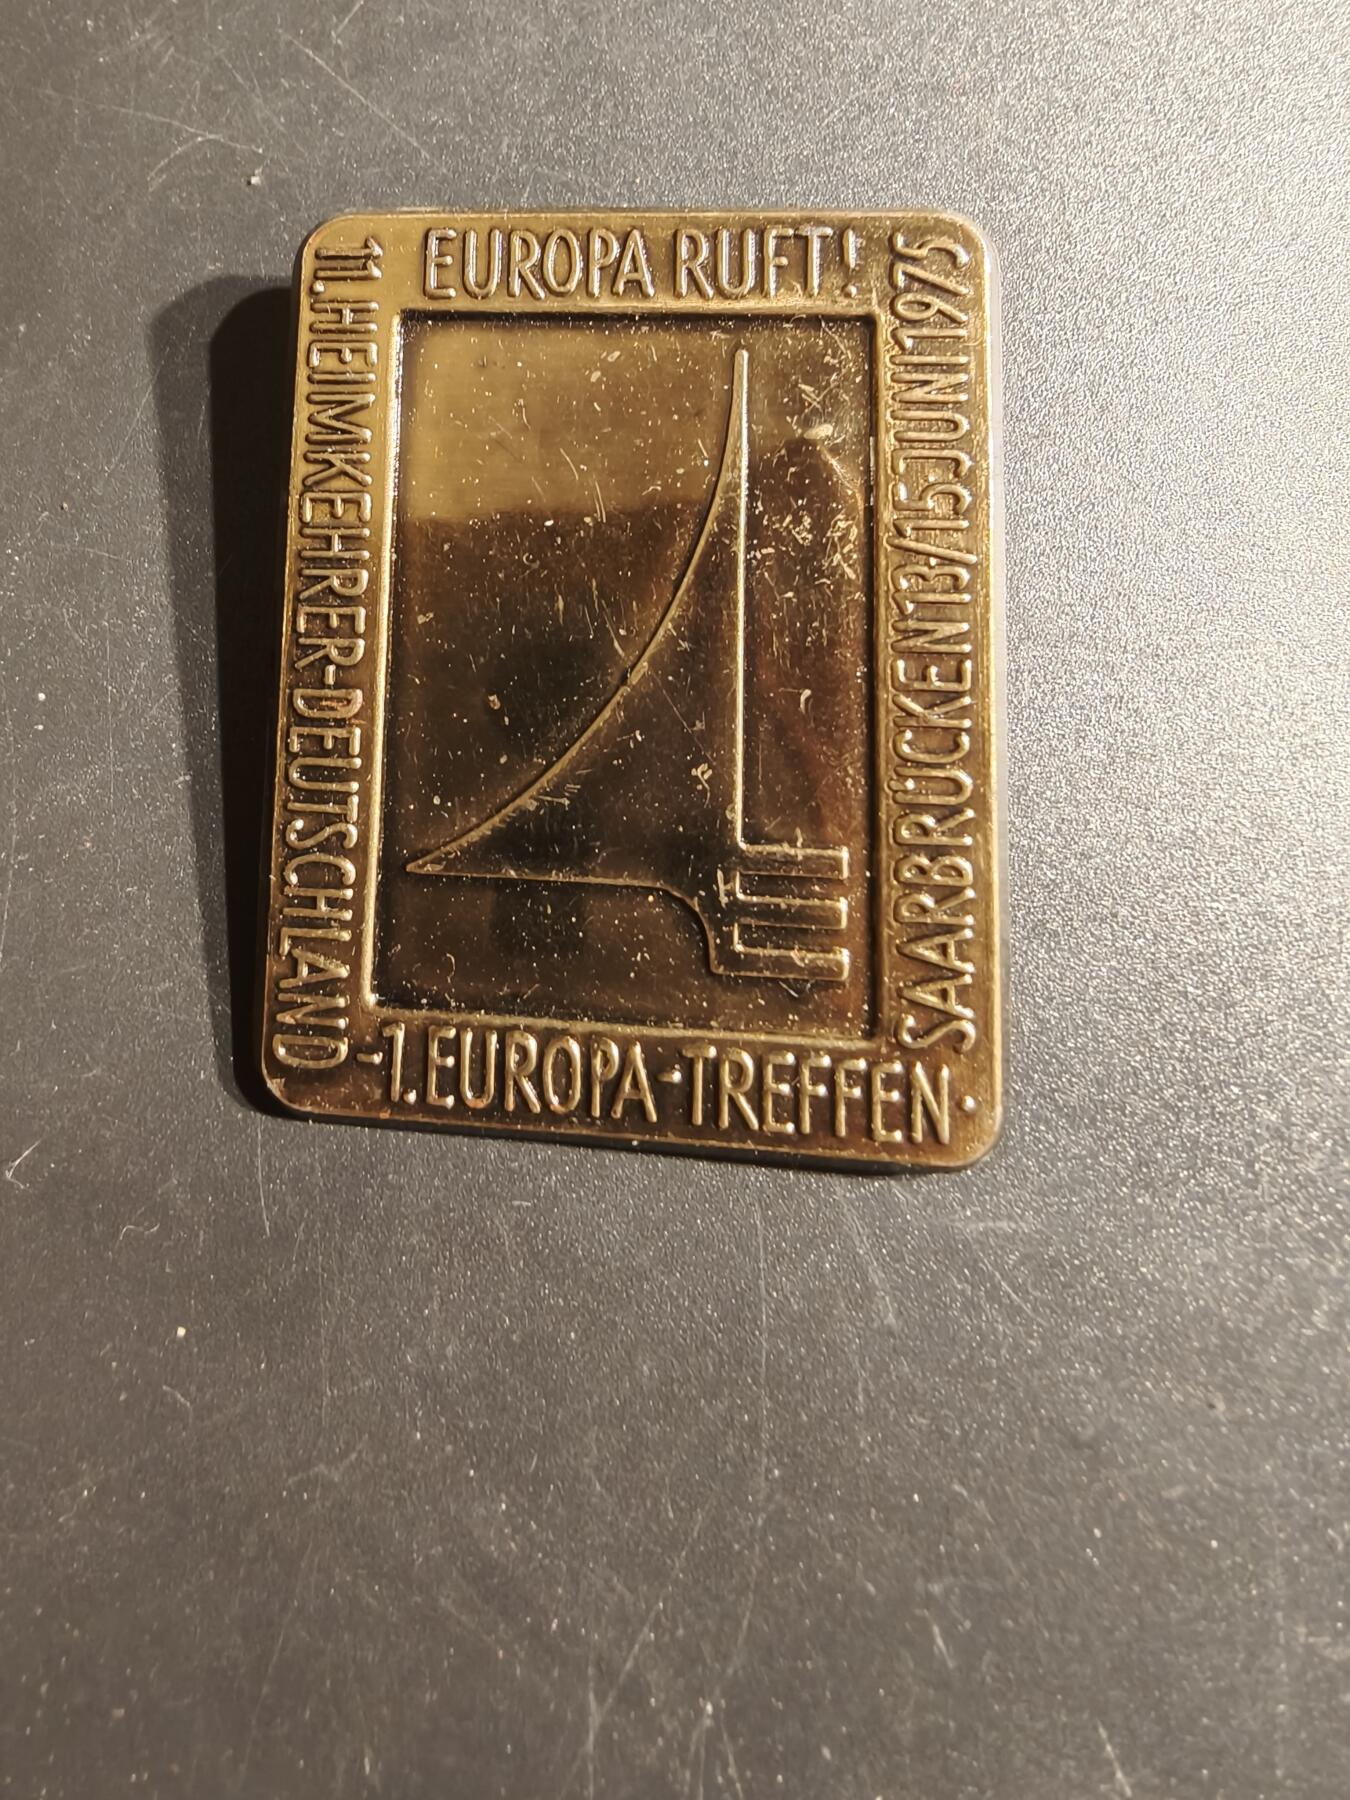 EUROPA RUFT!
11. HEIMKEHRER-DEUTSCHLAND
-1. EUROPA-TREFFEN.
SAARBRÜCKEN 13/15 JUNI 1975